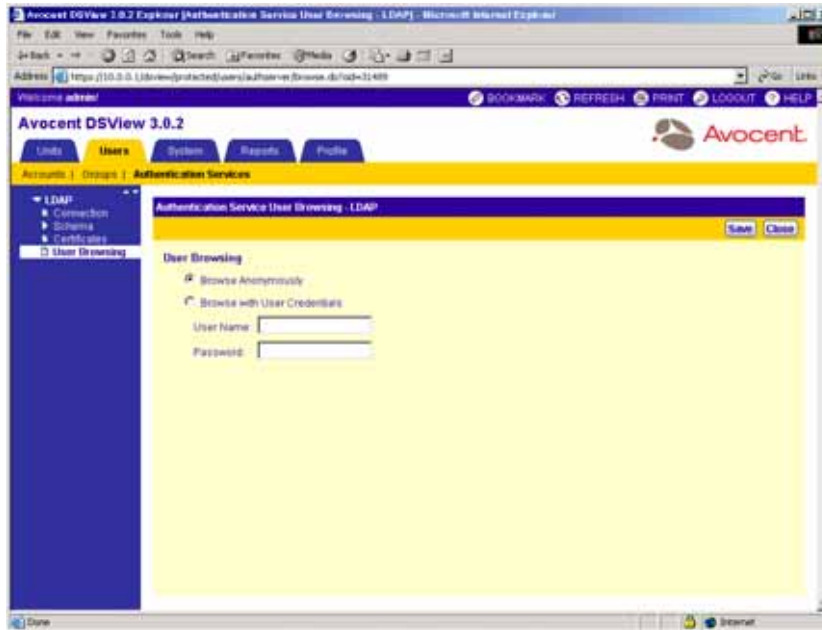 Avocent DSView 3.0.2 Explorer [Authentication Service User Browsing - LDAP] - Microsoft Internet Explorer
File Edit View Favorites Tools Help
Back Search Favorites Media
Address Go Links
Welcome admin! BOOKMARK REFRESH PRINT LOGOUT HELP
Avocent DSView 3.0.2
Avocent.
Units Users System Reports Profile
Accounts | Groups | Authentication Services
LDAP
Connection
Schema
Certificates
User Browsing
Authentication Service User Browsing - LDAP
Save Close
User Browsing
Browse Anonymously
Browse with User Credentials
User Name:
Password:
Done Internet